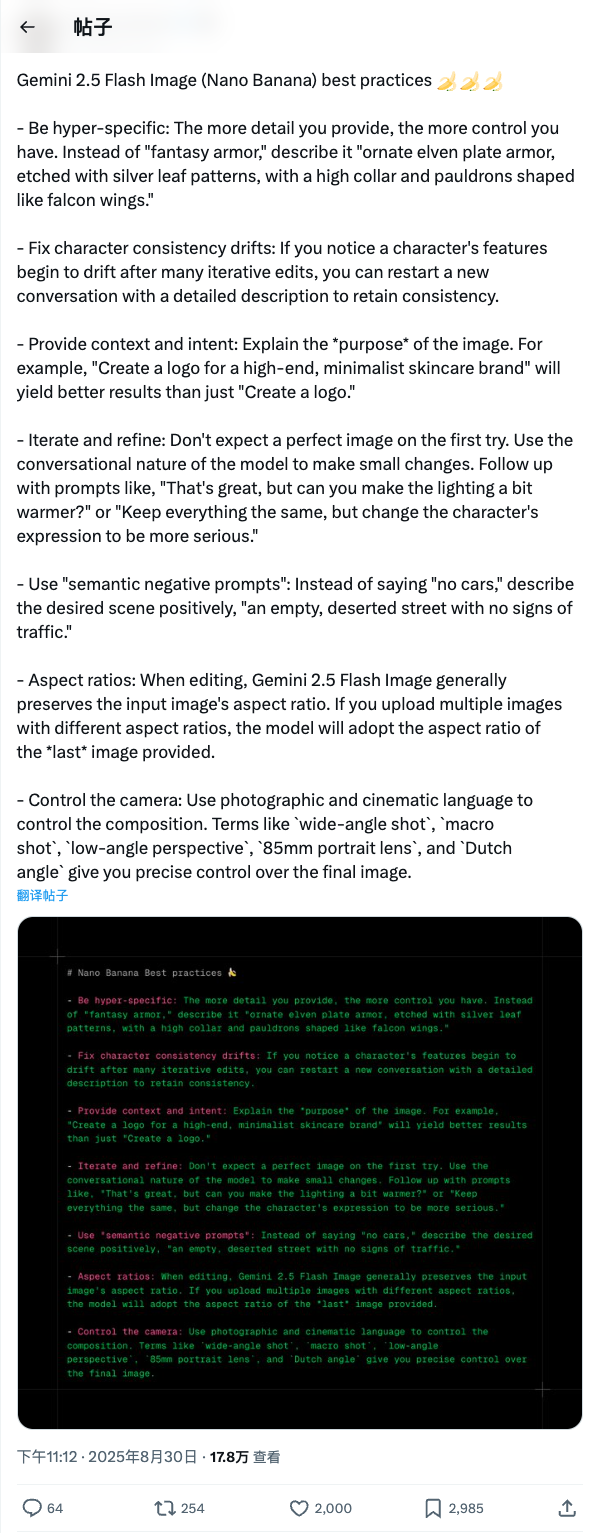 帖子
Gemini 2.5 Flash Image (Nano Banana) best practices 🍌🍌🍌
- Be hyper-specific: The more detail you provide, the more control you
have. Instead of "fantasy armor," describe it "ornate elven plate armor,
etched with silver leaf patterns, with a high collar and pauldrons shaped
like falcon wings."
- Fix character consistency drifts: If you notice a character's features
begin to drift after many iterative edits, you can restart a new
conversation with a detailed description to retain consistency.
- Provide context and intent: Explain the *purpose* of the image. For
example, "Create a logo for a high-end, minimalist skincare brand" will
yield better results than just "Create a logo."
- Iterate and refine: Don't expect a perfect image on the first try. Use the
conversational nature of the model to make small changes. Follow up
with prompts like, "That's great, but can you make the lighting a bit
warmer?" or "Keep everything the same, but change the character's
expression to be more serious."
- Use "semantic negative prompts": Instead of saying "no cars," describe
the desired scene positively, "an empty, deserted street with no signs of
traffic."
- Aspect ratios: When editing, Gemini 2.5 Flash Image generally
preserves the input image's aspect ratio. If you upload multiple images
with different aspect ratios, the model will adopt the aspect ratio of
the *last* image provided.
- Control the camera: Use photographic and cinematic language to
control the composition. Terms like `wide-angle shot`, `macro
shot`, `low-angle perspective`, `85mm portrait lens`, and `Dutch
angle` give you precise control over the final image.
翻译帖子
# Nano Banana Best practices 🍌
- Be hyper-specific: The more detail you provide, the more control you have. Instead
of "fantasy armor," describe it "ornate elven plate armor, etched with silver leaf
patterns, with a high collar and pauldrons shaped like falcon wings."
- Fix character consistency drifts: If you notice a character's features begin to
drift after many iterative edits, you can restart a new conversation with a detailed
description to retain consistency.
- Provide context and intent: Explain the *purpose* of the image. For example,
"Create a logo for a high-end, minimalist skincare brand" will yield better results
than just "Create a logo."
- Iterate and refine: Don't expect a perfect image on the first try. Use the
conversational nature of the model to make small changes. Follow up with prompts
like, "That's great, but can you make the lighting a bit warmer?" or "Keep
everything the same, but change the character's expression to be more serious."
- Use "semantic negative prompts": Instead of saying "no cars," describe the desired
scene positively, "an empty, deserted street with no signs of traffic."
- Aspect ratios: When editing, Gemini 2.5 Flash Image generally preserves the input
image's aspect ratio. If you upload multiple images with different aspect ratios,
the model will adopt the aspect ratio of the *last* image provided.
- Control the camera: Use photographic and cinematic language to control the
composition. Terms like `wide-angle shot`, `macro shot`, `low-angle
perspective`, `85mm portrait lens`, and `Dutch angle` give you precise control over
the final image.
下午11:12 · 2025年8月30日 · 17.8万 查看
64 254 2,000 2,985